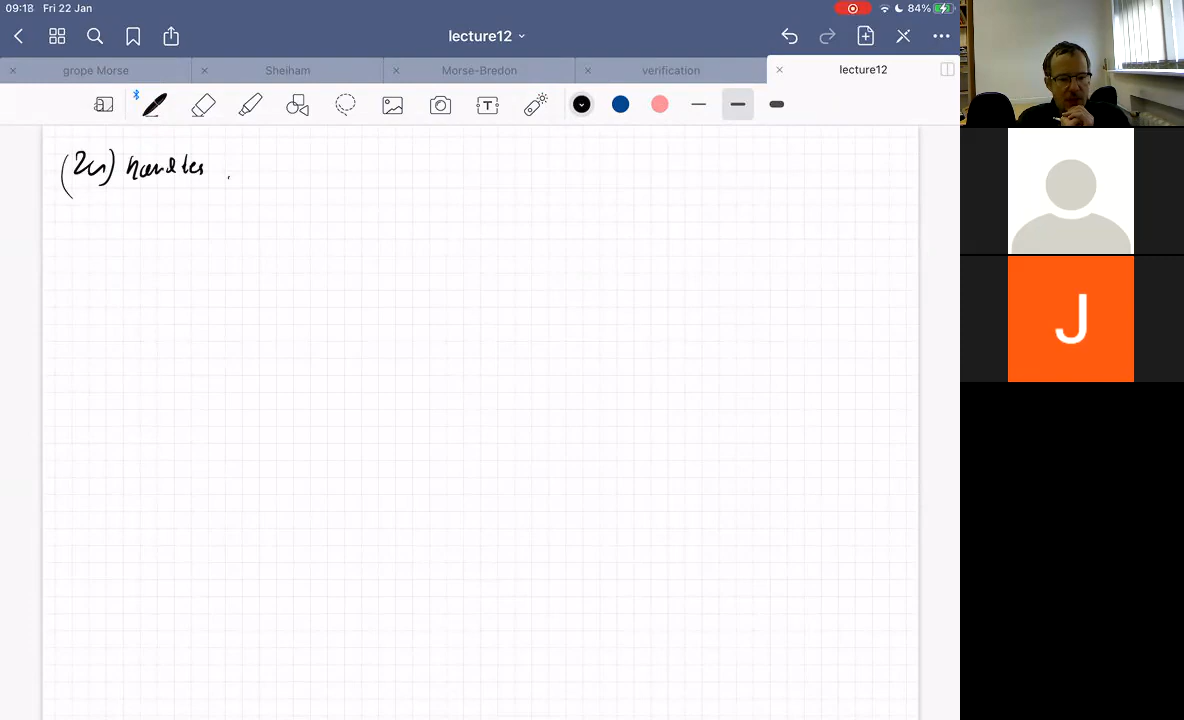 09:18 Fri 22 Jan
84%
lecture12
grope Morse
Sheiham
Morse-Bredon
verification
lecture12
T
(2n) handles
J